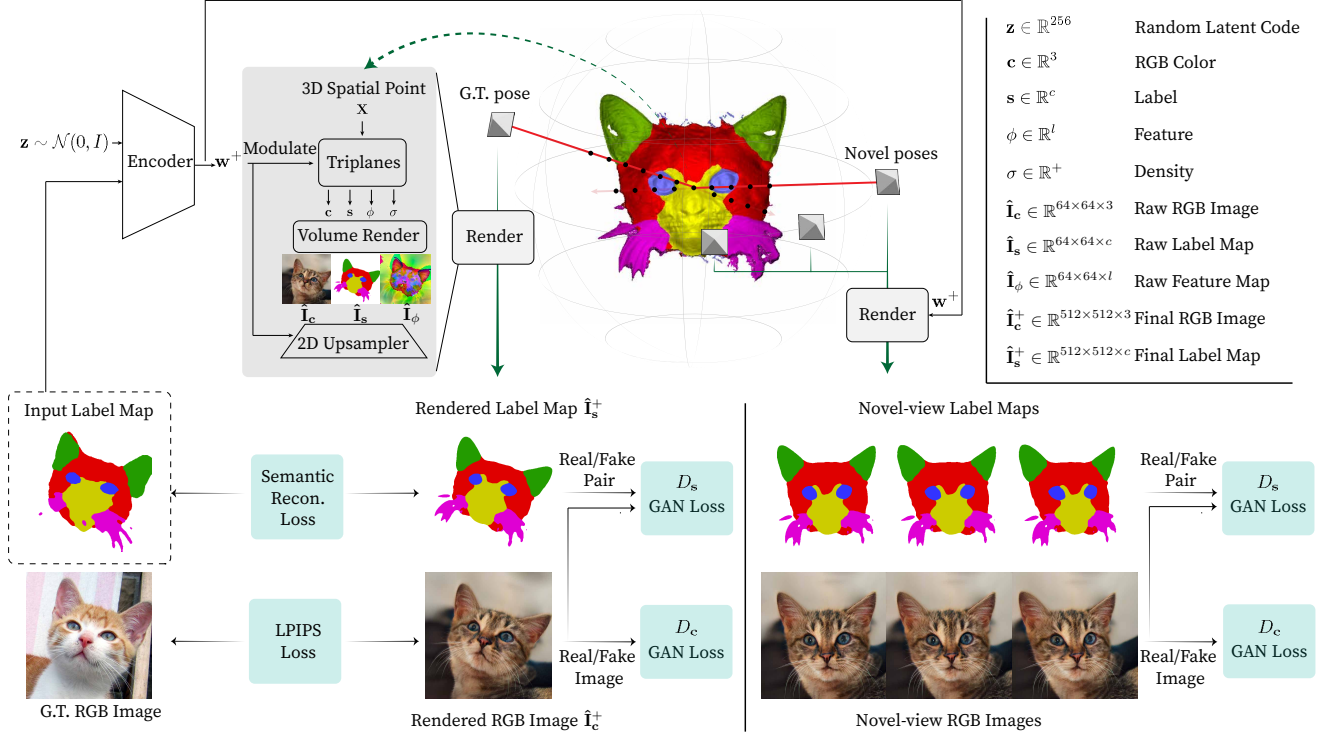 z ∼ 𝒩(0, I)
Encoder
w⁺
Modulate
3D Spatial Point
x
Triplanes
c s ϕ σ
Volume Render
Î_c Î_s Î_ϕ
2D Upsampler
G.T. pose
Render
Novel poses
w⁺
Render
z ∈ ℝ^256 Random Latent Code
c ∈ ℝ^3 RGB Color
s ∈ ℝ^c Label
ϕ ∈ ℝ^l Feature
σ ∈ ℝ^+ Density
Î_c ∈ ℝ^64×64×3 Raw RGB Image
Î_s ∈ ℝ^64×64×c Raw Label Map
Î_ϕ ∈ ℝ^64×64×l Raw Feature Map
Î_c^+ ∈ ℝ^512×512×3 Final RGB Image
Î_s^+ ∈ ℝ^512×512×c Final Label Map
Input Label Map
Semantic
Recon.
Loss
Rendered Label Map Î_s^+
Real/Fake
Pair
D_s
GAN Loss
Novel-view Label Maps
Real/Fake
Pair
D_s
GAN Loss
G.T. RGB Image
LPIPS
Loss
Rendered RGB Image Î_c^+
Real/Fake
Image
D_c
GAN Loss
Novel-view RGB Images
Real/Fake
Image
D_c
GAN Loss